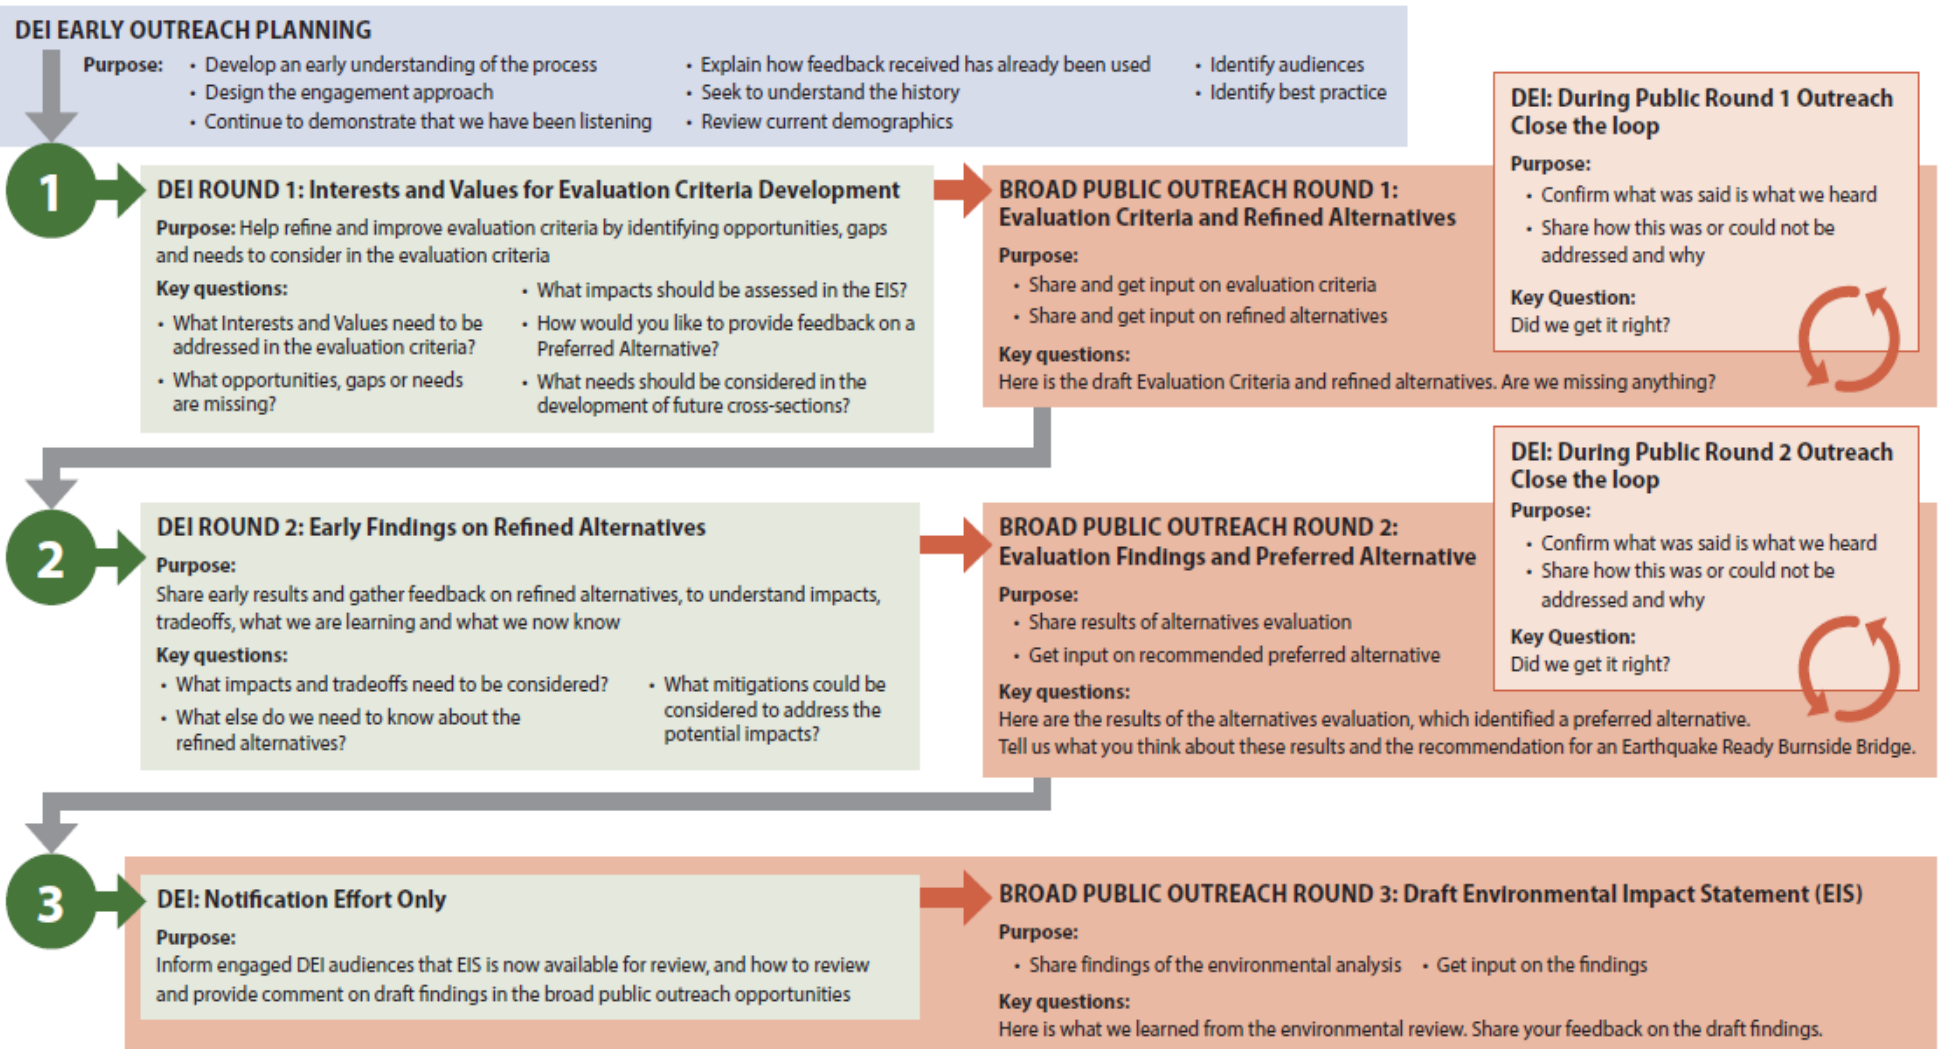 DEI EARLY OUTREACH PLANNING
Purpose:
• Develop an early understanding of the process
• Design the engagement approach
• Continue to demonstrate that we have been listening
• Explain how feedback received has already been used
• Seek to understand the history
• Review current demographics
• Identify audiences
• Identify best practice
1
DEI ROUND 1: Interests and Values for Evaluation Criteria Development
Purpose: Help refine and improve evaluation criteria by identifying opportunities, gaps
and needs to consider in the evaluation criteria
Key questions:
• What Interests and Values need to be
addressed in the evaluation criteria?
• What opportunities, gaps or needs
are missing?
• What impacts should be assessed in the EIS?
• How would you like to provide feedback on a
Preferred Alternative?
• What needs should be considered in the
development of future cross-sections?
BROAD PUBLIC OUTREACH ROUND 1:
Evaluation Criteria and Refined Alternatives
Purpose:
• Share and get input on evaluation criteria
• Share and get input on refined alternatives
Key questions:
Here is the draft Evaluation Criteria and refined alternatives. Are we missing anything?
DEI: During Public Round 1 Outreach
Close the loop
Purpose:
• Confirm what was said is what we heard
• Share how this was or could not be
addressed and why
Key Question:
Did we get it right?
2
DEI ROUND 2: Early Findings on Refined Alternatives
Purpose:
Share early results and gather feedback on refined alternatives, to understand impacts,
tradeoffs, what we are learning and what we now know
Key questions:
• What impacts and tradeoffs need to be considered?
• What else do we need to know about the
refined alternatives?
• What mitigations could be
considered to address the
potential impacts?
BROAD PUBLIC OUTREACH ROUND 2:
Evaluation Findings and Preferred Alternative
Purpose:
• Share results of alternatives evaluation
• Get input on recommended preferred alternative
Key questions:
Here are the results of the alternatives evaluation, which identified a preferred alternative.
Tell us what you think about these results and the recommendation for an Earthquake Ready Burnside Bridge.
DEI: During Public Round 2 Outreach
Close the loop
Purpose:
• Confirm what was said is what we heard
• Share how this was or could not be
addressed and why
Key Question:
Did we get it right?
3
DEI: Notification Effort Only
Purpose:
Inform engaged DEI audiences that EIS is now available for review, and how to review
and provide comment on draft findings in the broad public outreach opportunities
BROAD PUBLIC OUTREACH ROUND 3: Draft Environmental Impact Statement (EIS)
Purpose:
• Share findings of the environmental analysis • Get input on the findings
Key questions:
Here is what we learned from the environmental review. Share your feedback on the draft findings.